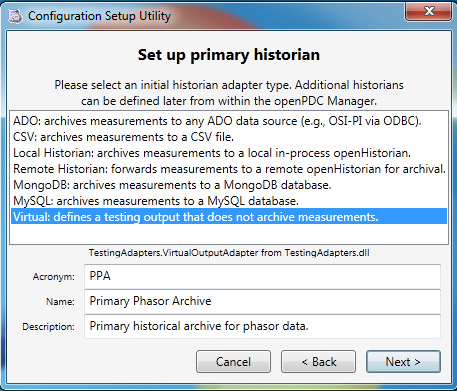 Configuration Setup Utility
Set up primary historian
Please select an initial historian adapter type. Additional historians
can be defined later from within the openPDC Manager.
ADO: archives measurements to any ADO data source (e.g., OSI-PI via ODBC).
CSV: archives measurements to a CSV file.
Local Historian: archives measurements to a local in-process openHistorian.
Remote Historian: forwards measurements to a remote openHistorian for archival.
MongoDB: archives measurements to a MongoDB database.
MySQL: archives measurements to a MySQL database.
Virtual: defines a testing output that does not archive measurements.
TestingAdapters.VirtualOutputAdapter from TestingAdapters.dll
Acronym: PPA
Name: Primary Phasor Archive
Description: Primary historical archive for phasor data.
Cancel < Back Next >